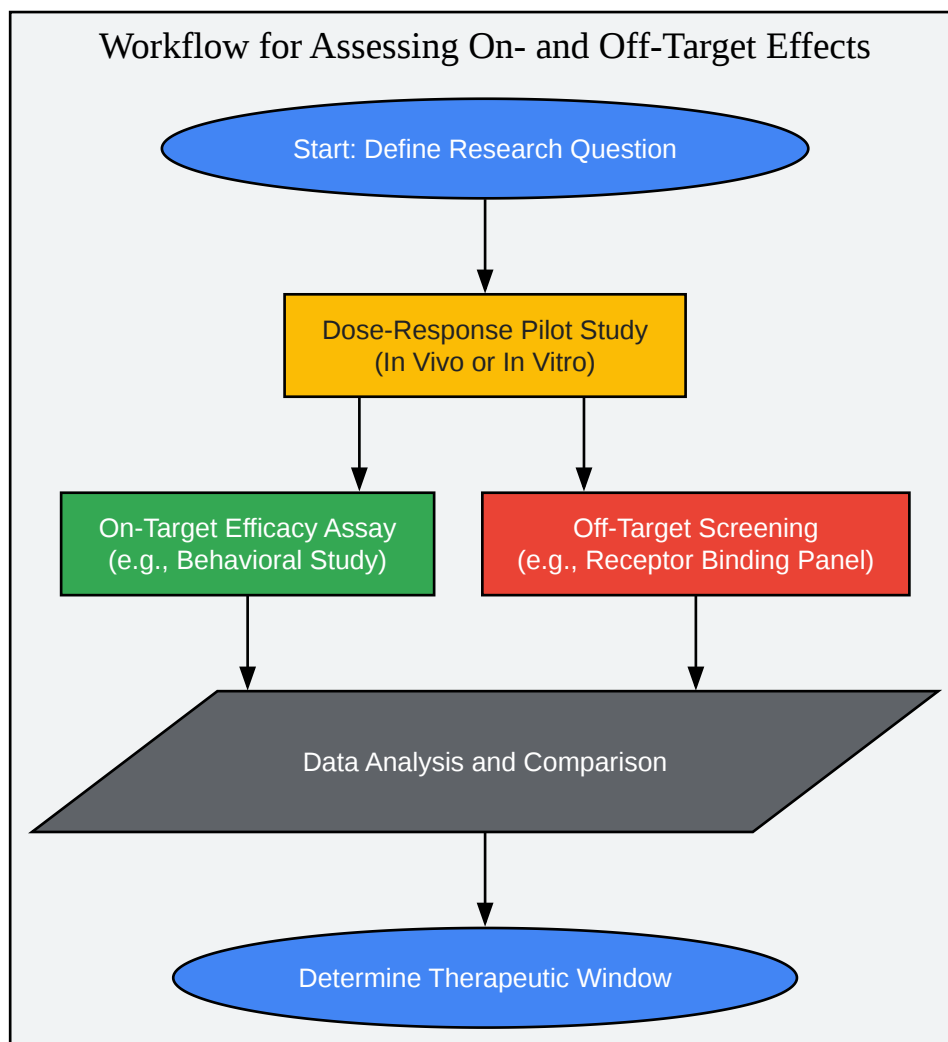 Workflow for Assessing On- and Off-Target Effects
Start: Define Research Question
Dose-Response Pilot Study
(In Vivo or In Vitro)
On-Target Efficacy Assay
(e.g., Behavioral Study)
Off-Target Screening
(e.g., Receptor Binding Panel)
Data Analysis and Comparison
Determine Therapeutic Window